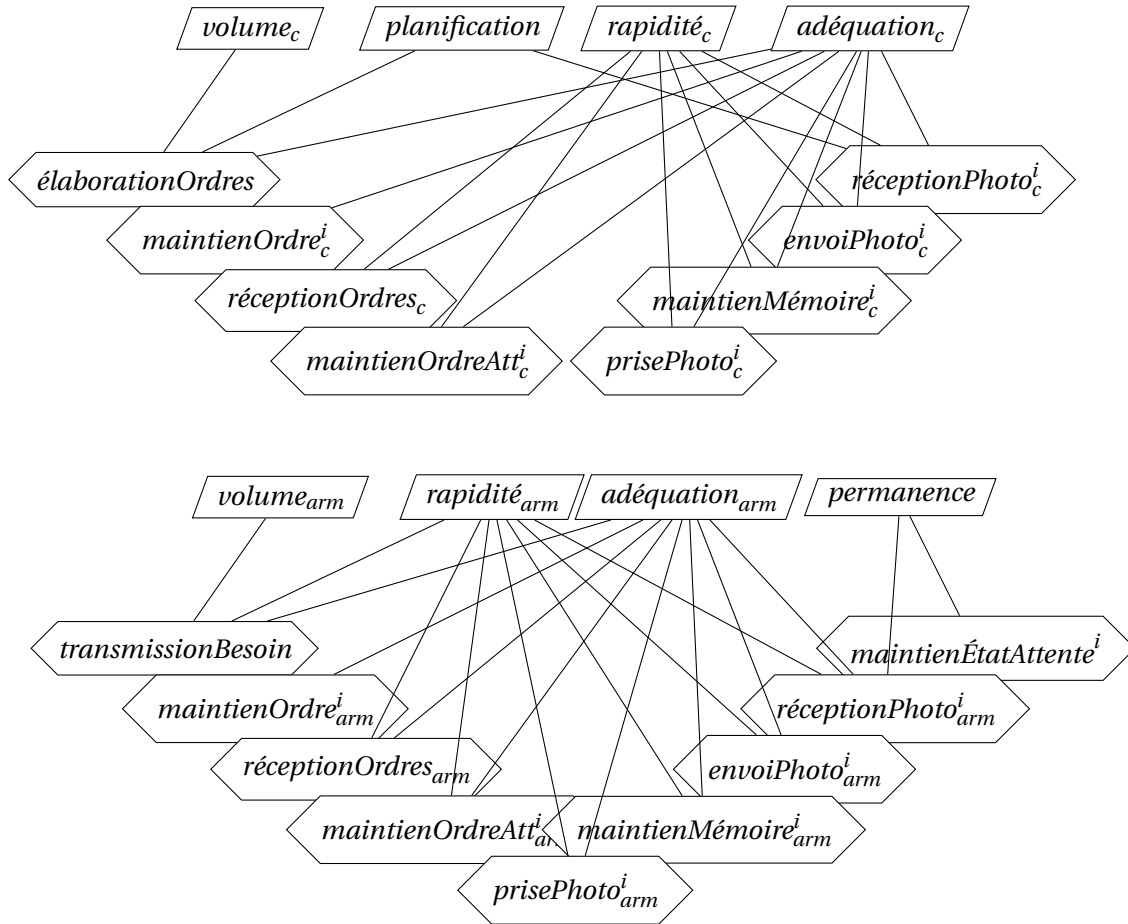 volume_c planification rapidité_c adéquation_c
élaborationOrdres réceptionPhoto^i_c
maintienOrdre^i_c envoiPhoto^i_c
réceptionOrdres_c maintienMémoire^i_c
maintienOrdreAtt^i_c prisePhoto^i_c
volume_arm rapidité_arm adéquation_arm permanence
transmissionBesoin maintienÉtatAttente^i
maintienOrdre^i_arm réceptionPhoto^i_arm
réceptionOrdres_arm envoiPhoto^i_arm
maintienOrdreAtt^i_arm maintienMémoire^i_arm
prisePhoto^i_arm